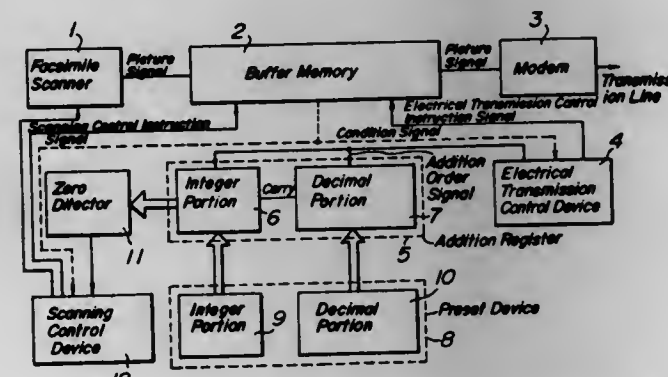 1
2
3
Facsimile
Scanner
Picture
Signal
Buffer Memory
Picture
Signal
Modem
Transmiss
ion Line
Scanning Control Instruction
Signal
Electrical Transmission Control
Instruction Signal
Condition Signal
4
Zero
Ditector
11
Integer
Portion
6
Carry
Decimal
Portion
7
Addition
Order
Signal
Electrical
Transmission
Control Device
5
Addition Register
Scanning
Control
Device
12
Integer
Portion
9
Decimal
Portion
10
Preset Device
8